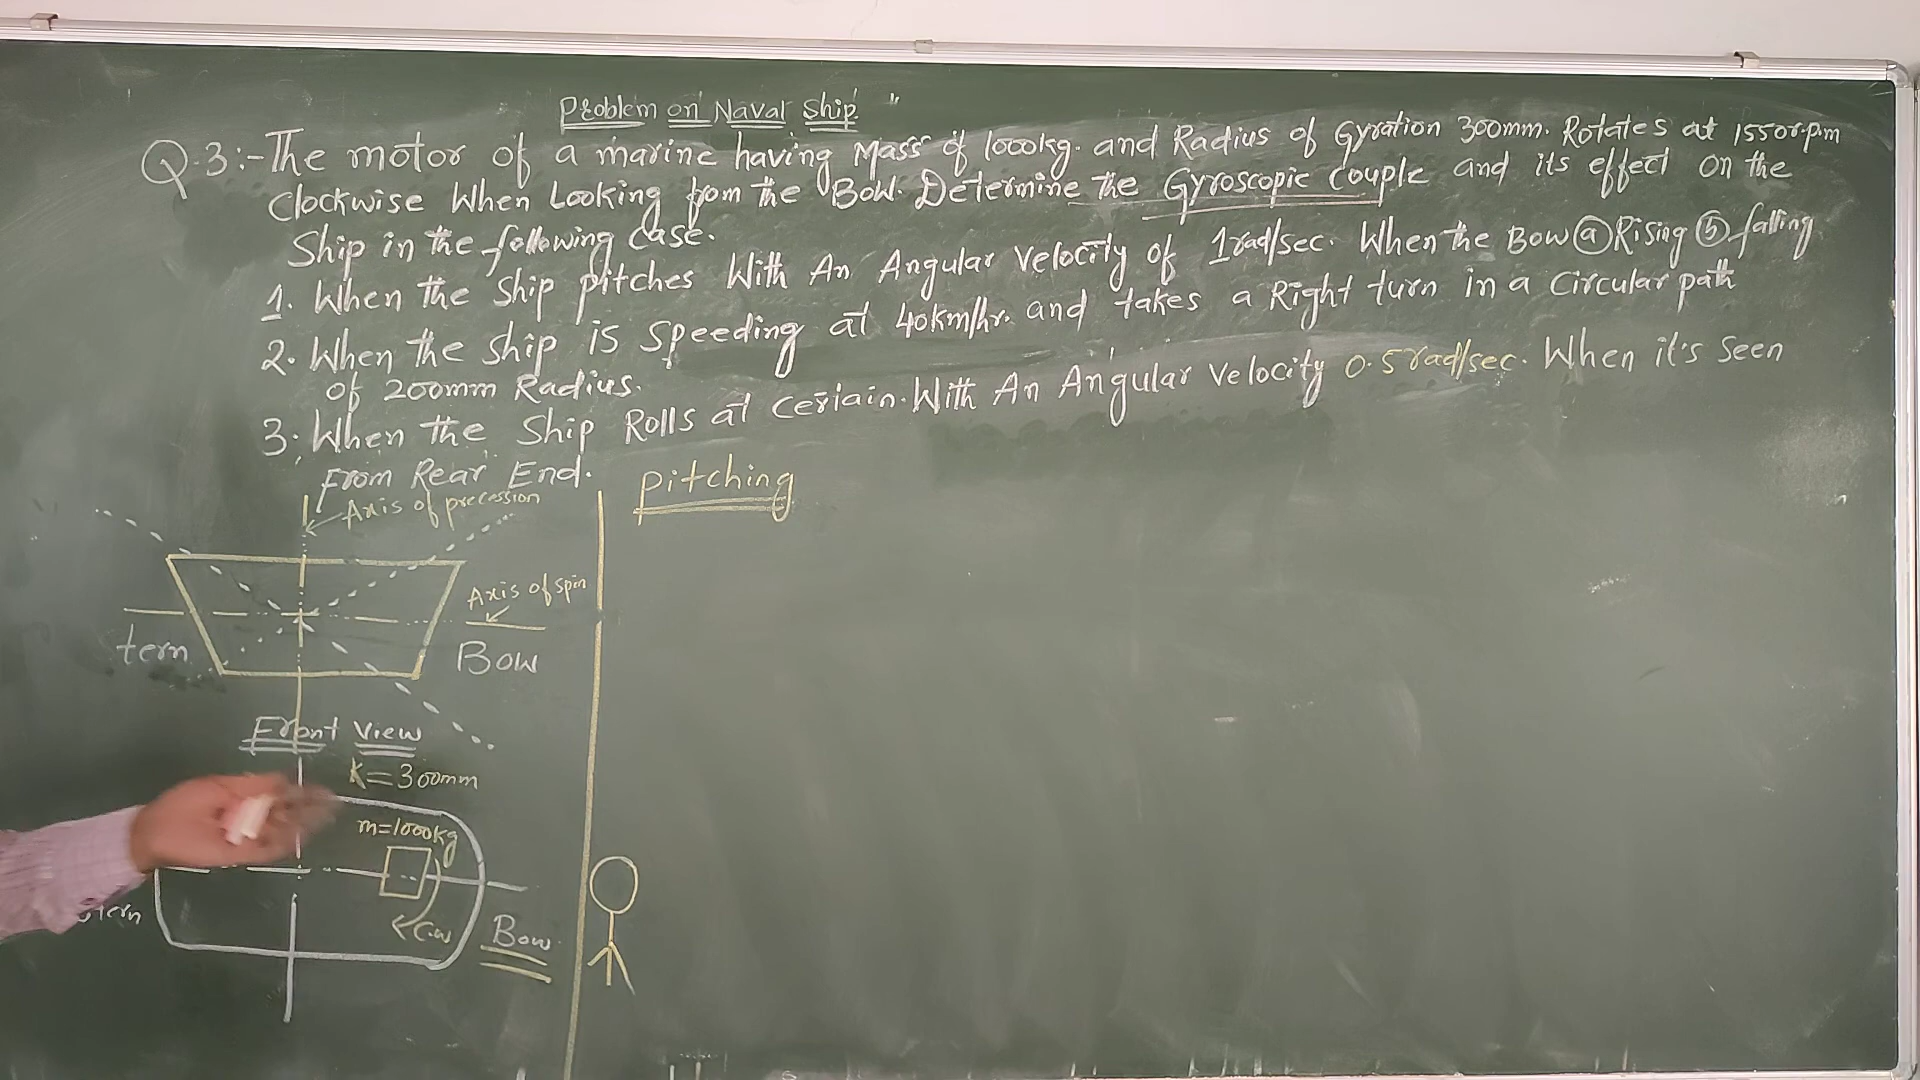 Problem on Naval Ship "
Q.3:-The motor of a marine having Mass of 1000kg. and Radius of Gyration 300mm. Rotates at 1550r.p.m
Clockwise When Looking from the Bow. Determine the Gyroscopic Couple and its effect on the
Ship in the following Case.
1. When the Ship pitches With An Angular Velocity of 1rad/sec. When the Bow ⓐ Rising ⓑ falling
2. When the Ship is Speeding at 40km/hr. and takes a Right turn in a Circular path
of 200mm Radius.
3. When the Ship Rolls at Certain. With An Angular Velocity 0.5rad/sec. When it's Seen
From Rear End.
Pitching
Axis of precession
Axis of spin
tern
Bow
Front View
K=300mm
m=1000kg
C.W
tern
Bow